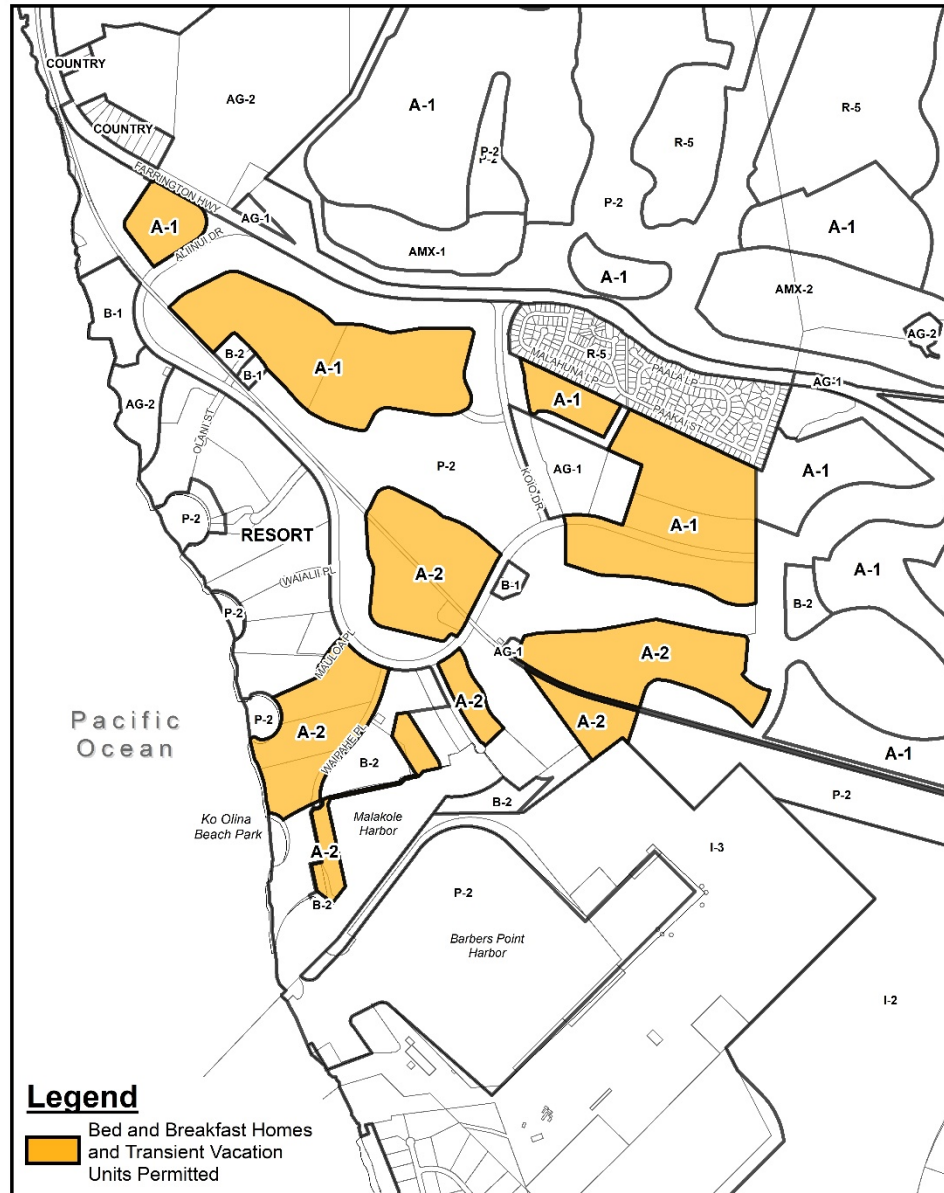 COUNTRY
AG-2
A-1
R-5
R-5
COUNTRY
P-2
P-2
FARRINGTON HWY
P-2
A-1
AG-1
A-1
ALIINUI DR
AMX-1
A-1
AMX-2
B-1
AG-2
B-2
B-1
A-1
R-5
PAALA LP
MALAHUNA LP
AG-1
A-1
PAAKAI ST
AG-2
OLANI ST
P-2
AG-1
KOIO DR
A-1
P-2
RESORT
A-1
WAIALII PL
A-2
B-1
A-1
B-2
P-2
MAULOA PL
AG-1
A-2
P-2
A-2
A-2
A-2
WAIPAHE PL
B-2
A-1
P-2
Pacific
Ocean
B-2
Ko Olina
Beach Park
Malakole
Harbor
I-3
A-2
B-2
P-2
Barbers Point
Harbor
I-2
Legend
Bed and Breakfast Homes
and Transient Vacation
Units Permitted